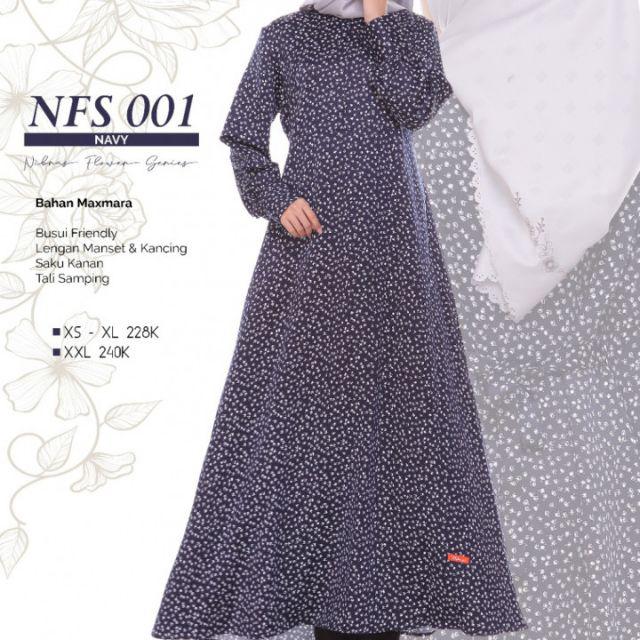 NFS 001
NAVY
Nibras Flower Series
Bahan Maxmara
Busui Friendly
Lengan Manset & Kancing
Saku Kanan
Tali Samping
XS - XL 228K
XXL 240K